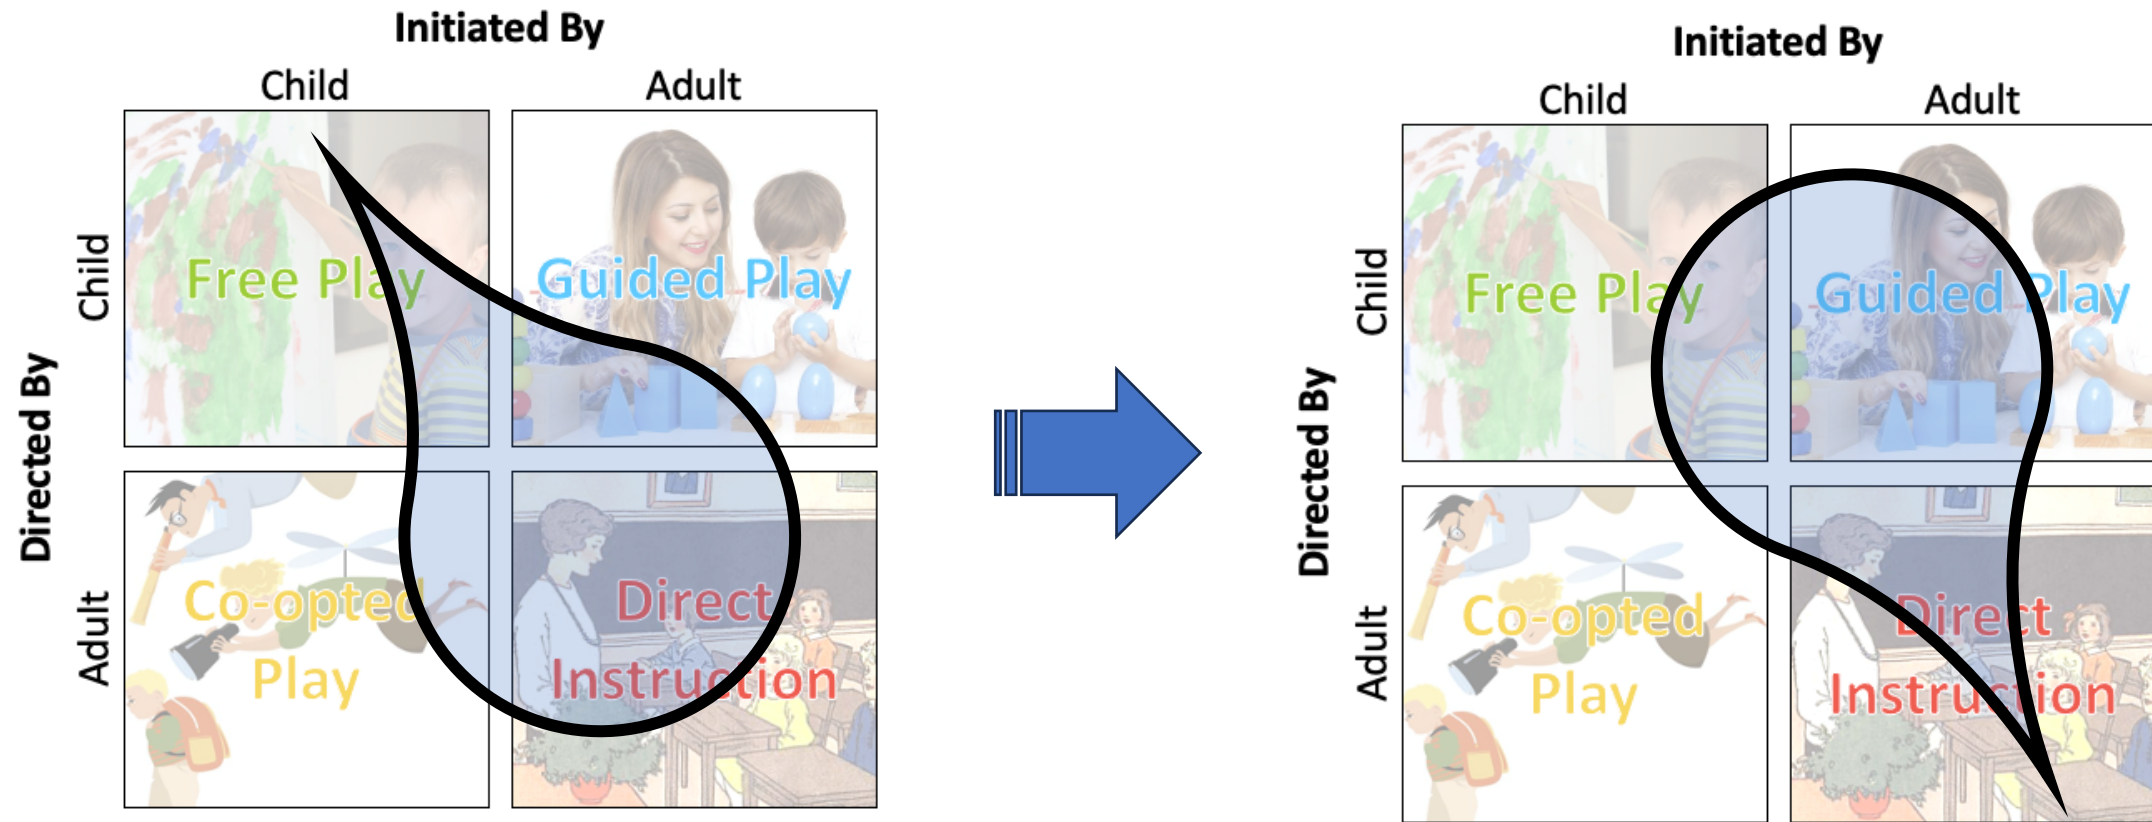 Initiated By
Child Adult
Directed By
Child
Free Play Guided Play
Adult
Co-opted Play
Direct Instruction
Initiated By
Child Adult
Directed By
Child
Free Play Guided Play
Adult
Co-opted Play
Direct Instruction